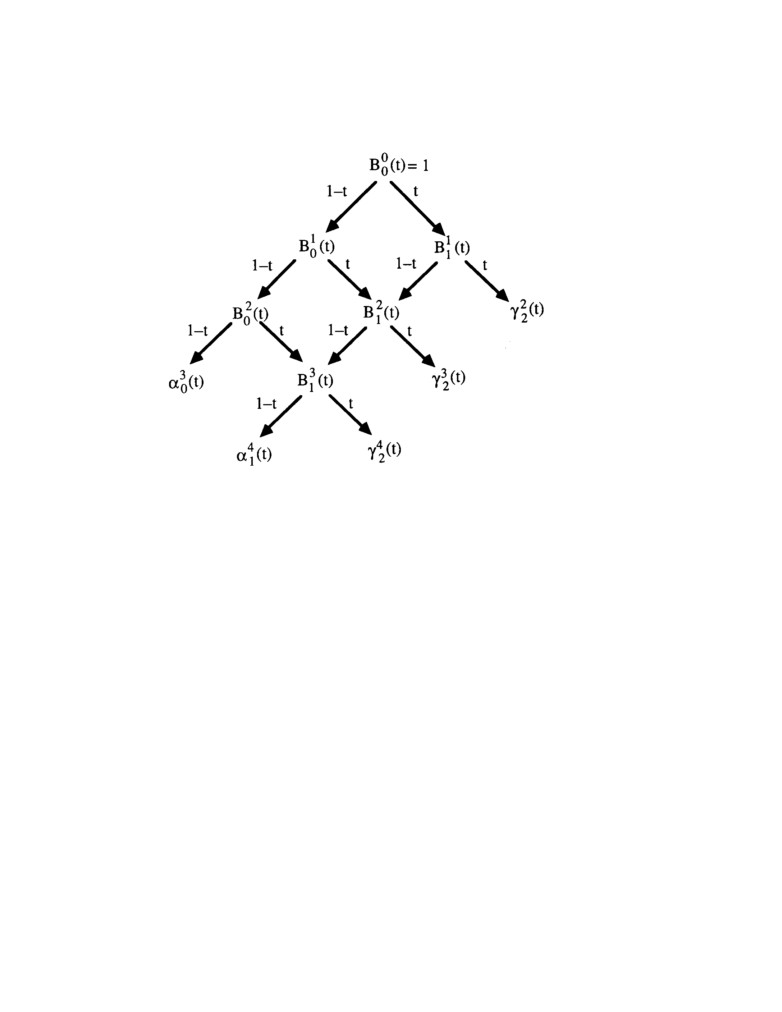 B₀⁰(t) = 1
1–t t
B₀¹(t) B₁¹(t)
1–t t 1–t t
B₀²(t) B₁²(t) γ₂²(t)
1–t t 1–t t
α₀³(t) B₁³(t) γ₂³(t)
1–t t
α₁⁴(t) γ₂⁴(t)